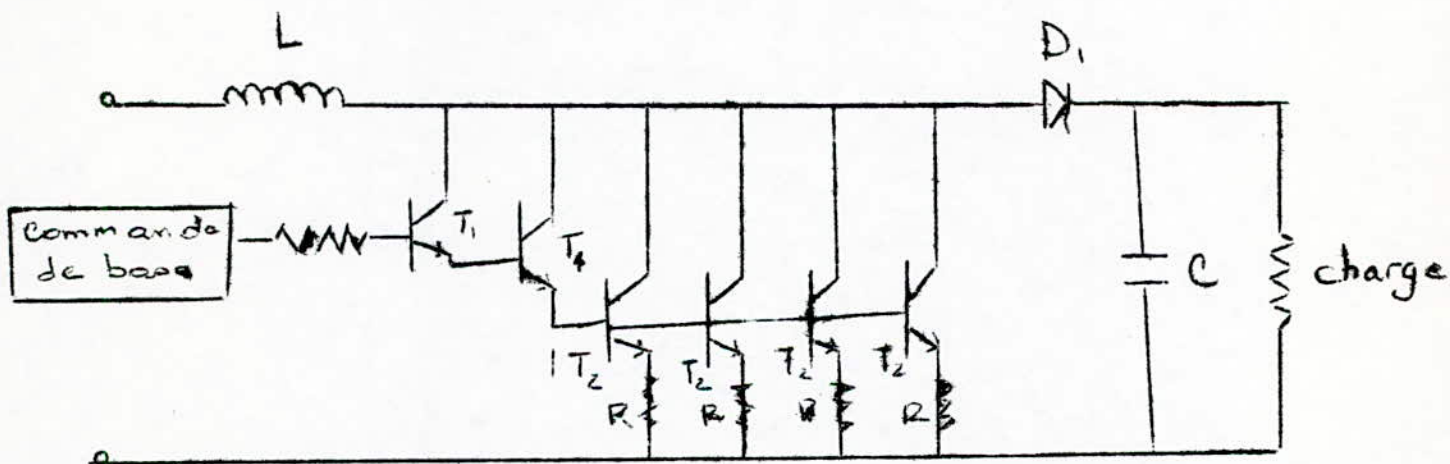 L
D₁
Commande
de base
T₁
T₄
T₂
T₂
T₂
T₂
R
R
R
R
C
charge